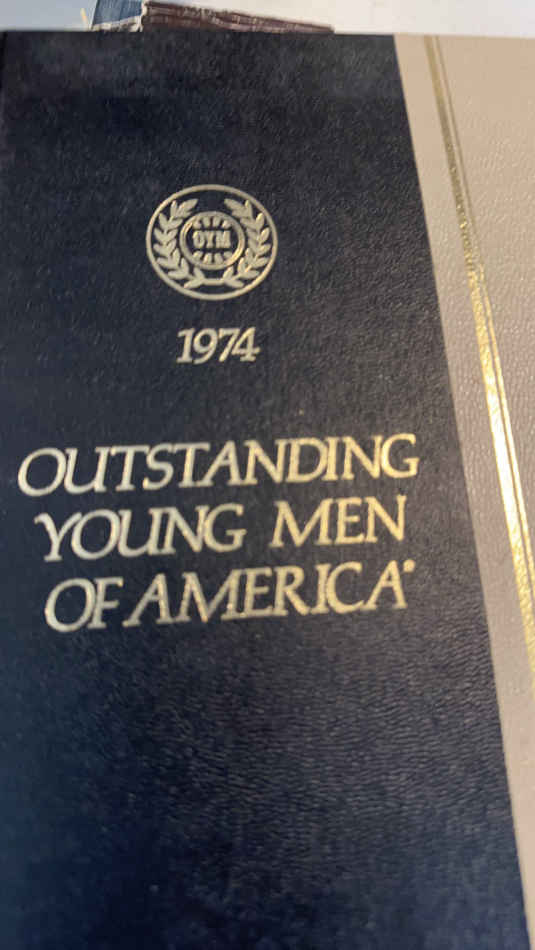 OYM
1974
OUTSTANDING
YOUNG MEN
OF AMERICA®